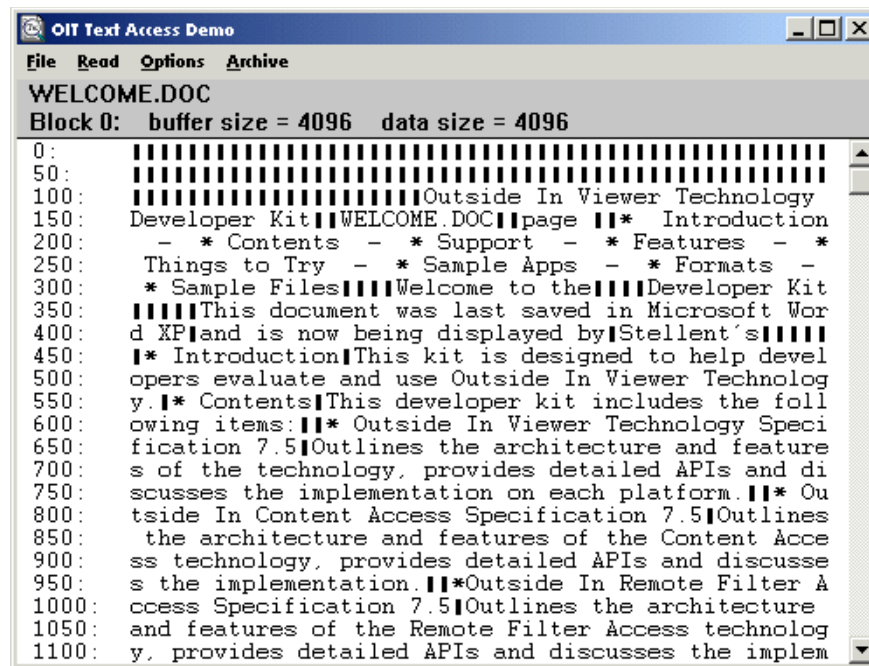 OIT Text Access Demo
File Read Options Archive
WELCOME.DOC
Block 0: buffer size = 4096 data size = 4096
0: ||||||||||||||||||||||||||||||||||||||||||||||||||
50: ||||||||||||||||||||||||||||||||||||||||||||||||||
100: |||||||||||||||||||||Outside In Viewer Technology
150: Developer Kit||WELCOME.DOC||page ||*  Introduction
200:   -  * Contents  -  * Support  -  * Features  -  *
250:  Things to Try  -  * Sample Apps  -  * Formats  -
300:  * Sample Files||||Welcome to the||||Developer Kit
350: |||||This document was last saved in Microsoft Wor
400: d XP|and is now being displayed by|Stellent´s|||||
450: |* Introduction|This kit is designed to help devel
500: opers evaluate and use Outside In Viewer Technolog
550: y.|* Contents|This developer kit includes the foll
600: owing items:||* Outside In Viewer Technology Speci
650: fication 7.5|Outlines the architecture and feature
700: s of the technology, provides detailed APIs and di
750: scusses the implementation on each platform.||* Ou
800: tside In Content Access Specification 7.5|Outlines
850:  the architecture and features of the Content Acce
900: ss technology, provides detailed APIs and discusse
950: s the implementation.||*Outside In Remote Filter A
1000: ccess Specification 7.5|Outlines the architecture
1050: and features of the Remote Filter Access technolog
1100: y, provides detailed APIs and discusses the implem